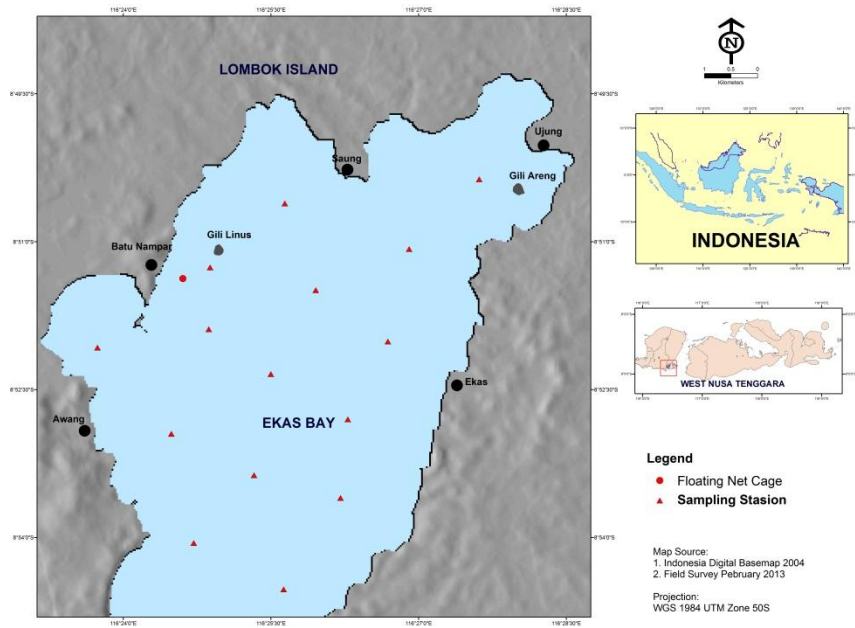 116°24'0"E
116°25'30"E
116°27'0"E
116°28'30"E
8°49'30"S
8°51'0"S
8°52'30"S
8°54'0"S
LOMBOK ISLAND
Ujung
Saung
Gili Areng
Gili Linus
Batu Nampar
Ekas
Awang
EKAS BAY
8°49'30"S
8°51'0"S
8°52'30"S
8°54'0"S
116°24'0"E
116°25'30"E
116°27'0"E
116°28'30"E
N
1 0.5 0
Kilometers
INDONESIA
WEST NUSA TENGGARA
Legend
Floating Net Cage
Sampling Stasion
Map Source:
1. Indonesia Digital Basemap 2004
2. Field Survey Pebruary 2013
Projection:
WGS 1984 UTM Zone 50S